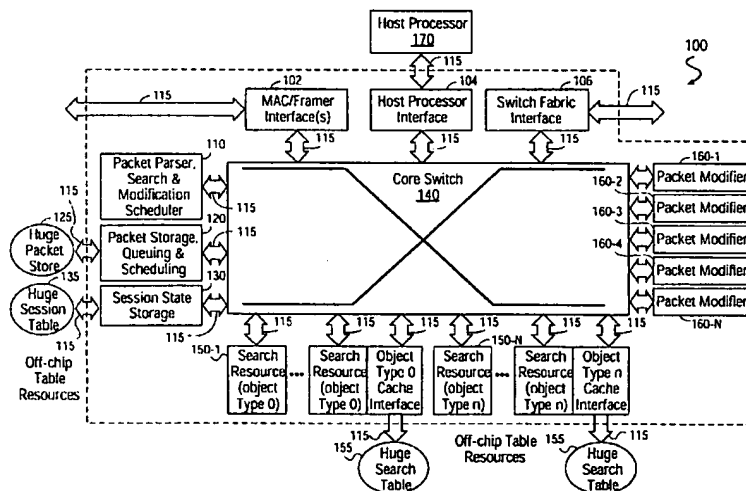 Host Processor
170
115
100
102
104
106
115
MAC/Framer
Interface(s)
Host Processor
Interface
Switch Fabric
Interface
115
115
115
115
110
Packet Parser,
Search &
Modification
Scheduler
115
Core Switch
140
160-1
Packet Modifier
160-2
Packet Modifier
160-3
Packet Modifier
160-4
Packet Modifier
Packet Modifier
160-N
115
125
Huge
Packet
Store
120
Packet Storage,
Queuing &
Scheduling
115
135
Huge
Session
Table
115
130
Session State
Storage
115
Off-chip
Table
Resources
115
115
115
115
115
115
150-1
Search
Resource
(object
Type 0)
...
Search
Resource
(object
Type 0)
Object
Type 0
Cache
Interface
150-N
Search
Resource
(object
Type n)
...
Search
Resource
(object
Type n)
Object
Type n
Cache
Interface
115
155
Huge
Search
Table
Off-chip Table
Resources
155
115
Huge
Search
Table